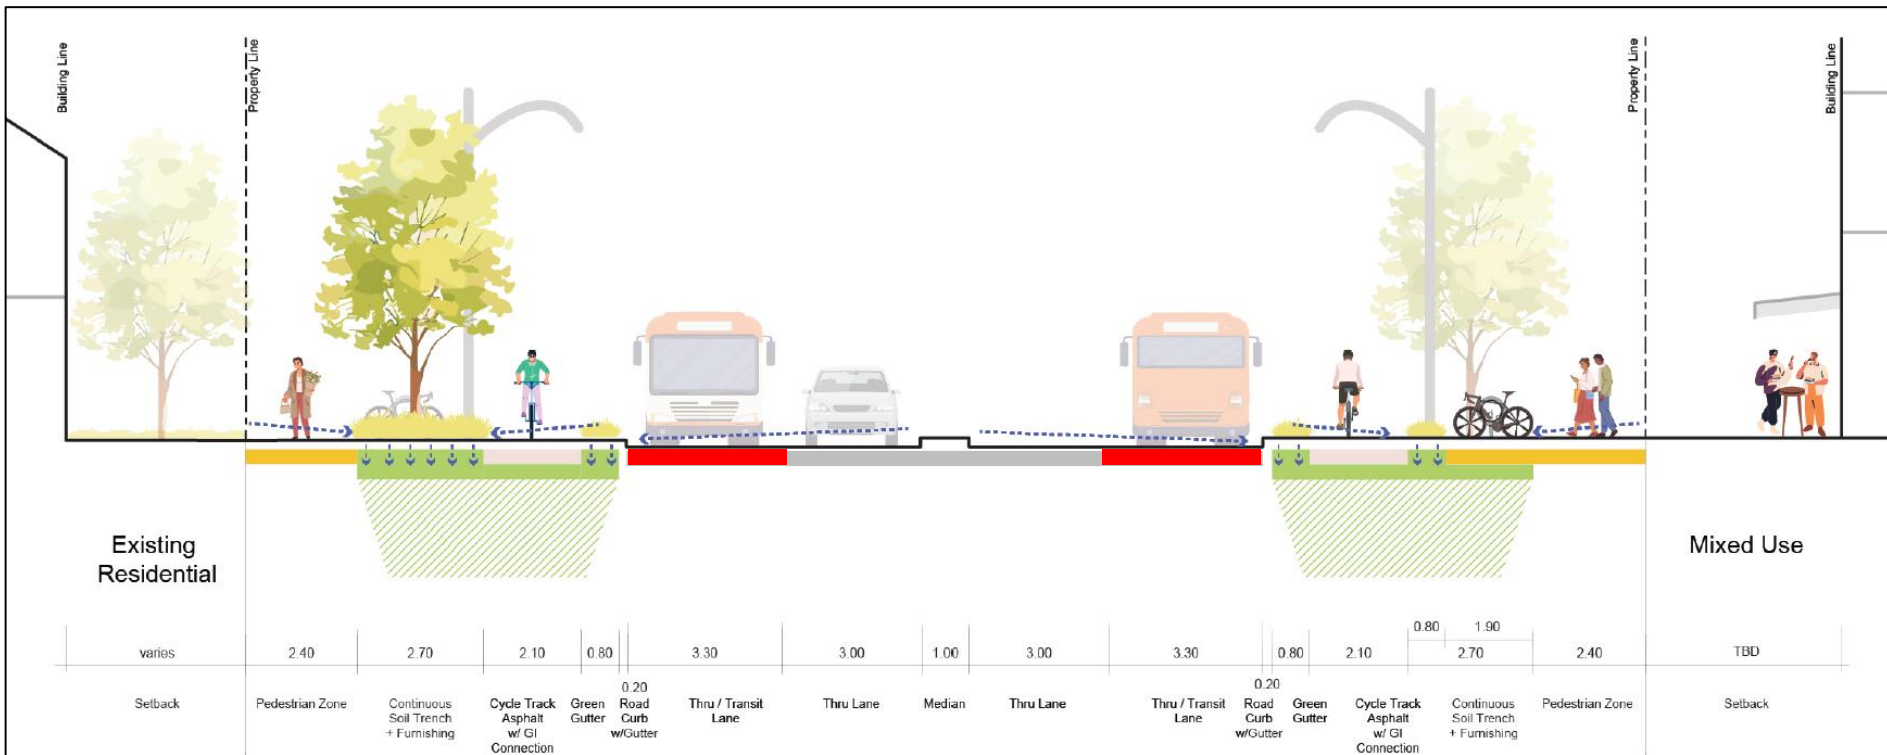 Building Line
Property Line
Property Line
Building Line
Existing
Residential
Mixed Use
0.80 1.90
varies 2.40 2.70 2.10 0.80 3.30 3.00 1.00 3.00 3.30 0.80 2.10 2.70 2.40 TBD
0.20 0.20
Setback
Pedestrian Zone
Continuous
Soil Trench
+ Furnishing
Cycle Track
Asphalt
w/ GI
Connection
Green
Gutter
Road
Curb
w/Gutter
Thru / Transit
Lane
Thru Lane
Median
Thru Lane
Thru / Transit
Lane
Road
Curb
w/Gutter
Green
Gutter
Cycle Track
Asphalt
w/ GI
Connection
Continuous
Soil Trench
+ Furnishing
Pedestrian Zone
Setback